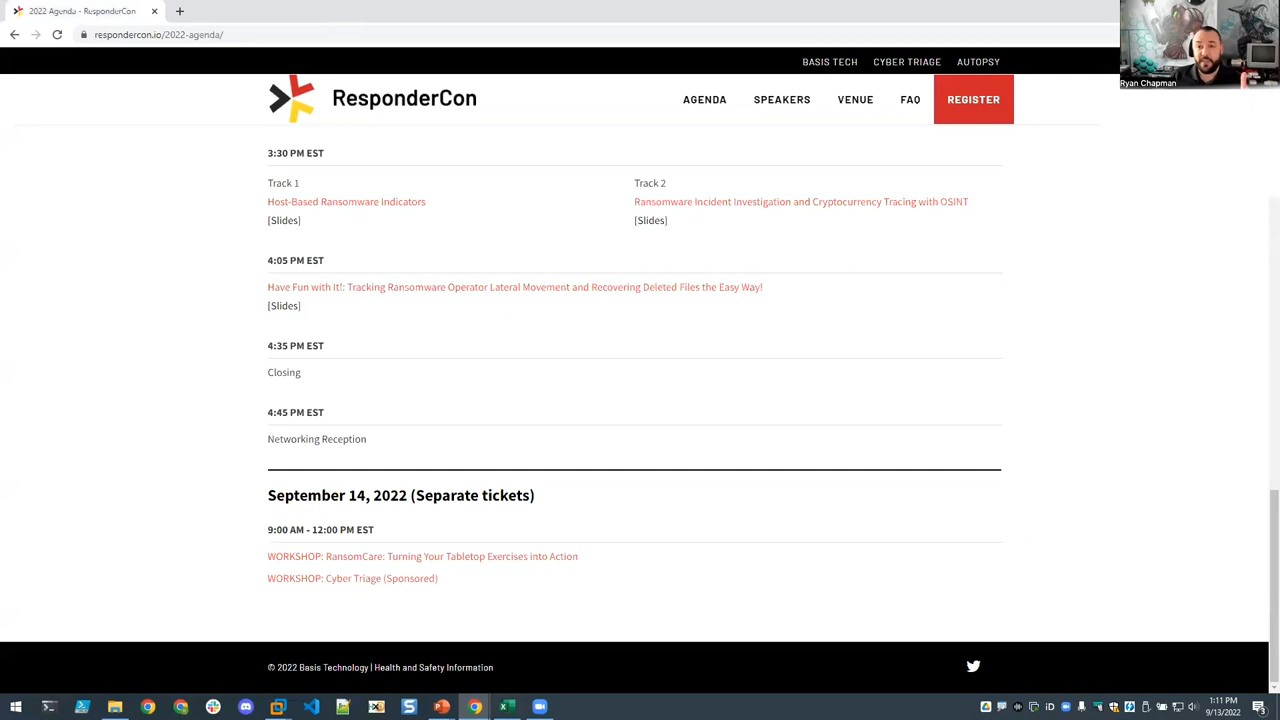 2022 Agenda - ResponderCon
respondercon.io/2022-agenda/
BASIS TECH CYBER TRIAGE AUTOPSY
ResponderCon
AGENDA SPEAKERS VENUE FAQ REGISTER
Ryan Chapman
3:30 PM EST
Track 1
Host-Based Ransomware Indicators
[Slides]
Track 2
Ransomware Incident Investigation and Cryptocurrency Tracing with OSINT
[Slides]
4:05 PM EST
Have Fun with It!: Tracking Ransomware Operator Lateral Movement and Recovering Deleted Files the Easy Way!
[Slides]
4:35 PM EST
Closing
4:45 PM EST
Networking Reception
September 14, 2022 (Separate tickets)
9:00 AM - 12:00 PM EST
WORKSHOP: RansomCare: Turning Your Tabletop Exercises into Action
WORKSHOP: Cyber Triage (Sponsored)
© 2022 Basis Technology | Health and Safety Information
1:11 PM
9/13/2022